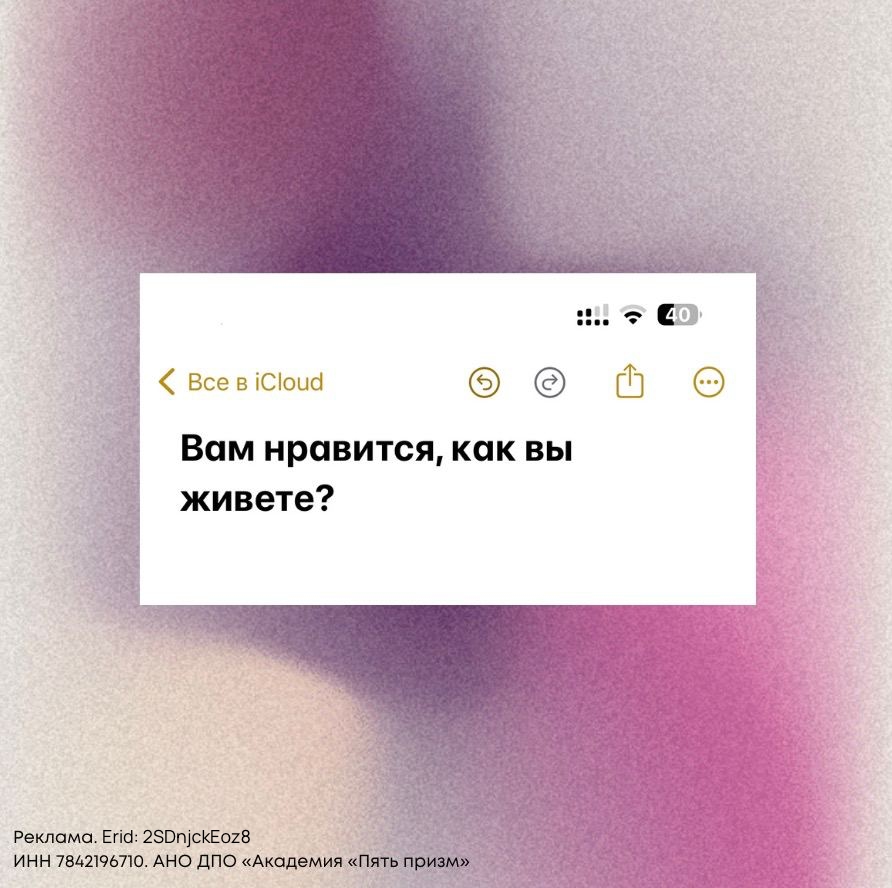 40
Все в iCloud
Вам нравится, как вы
живете?
Реклама. Erid: 2SDnjckEoz8
ИНН 7842196710. АНО ДПО «Академия «Пять призм»